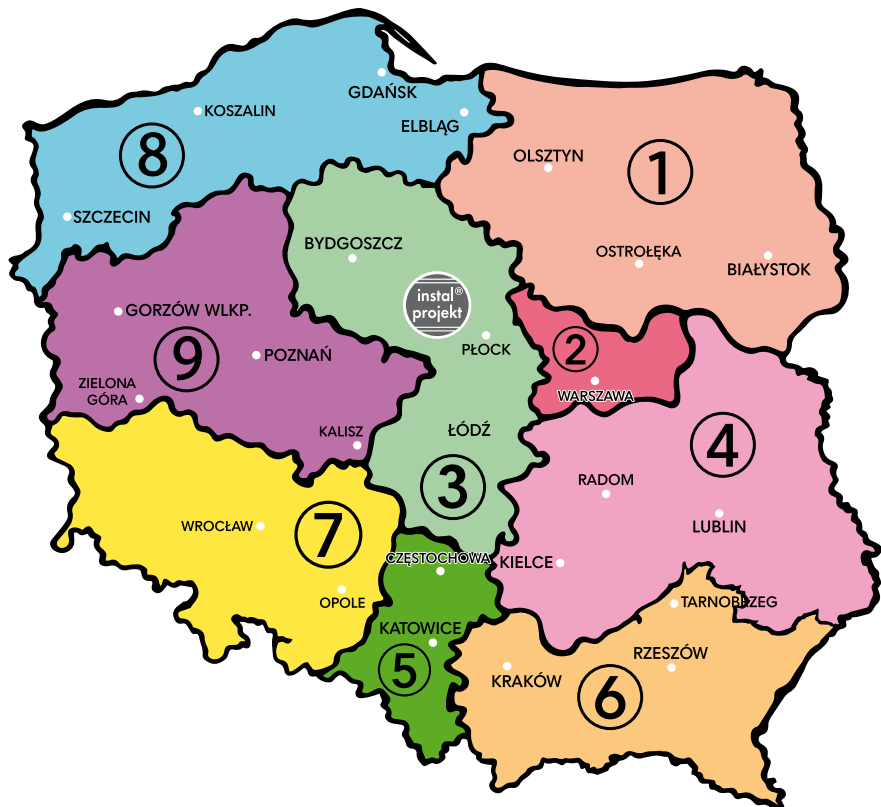 GDAŃSK
KOSZALIN
ELBLĄG
8
OLSZTYN
1
SZCZECIN
BYDGOSZCZ
OSTROŁĘKA
BIAŁYSTOK
instal®
projekt
GORZÓW WLKP.
9
POZNAŃ
PŁOCK
2
ZIELONA
GÓRA
WARSZAWA
KALISZ
ŁÓDŹ
4
3
RADOM
WROCŁAW
7
LUBLIN
CZĘSTOCHOWA
KIELCE
OPOLE
TARNOBRZEG
KATOWICE
5
RZESZÓW
KRAKÓW
6